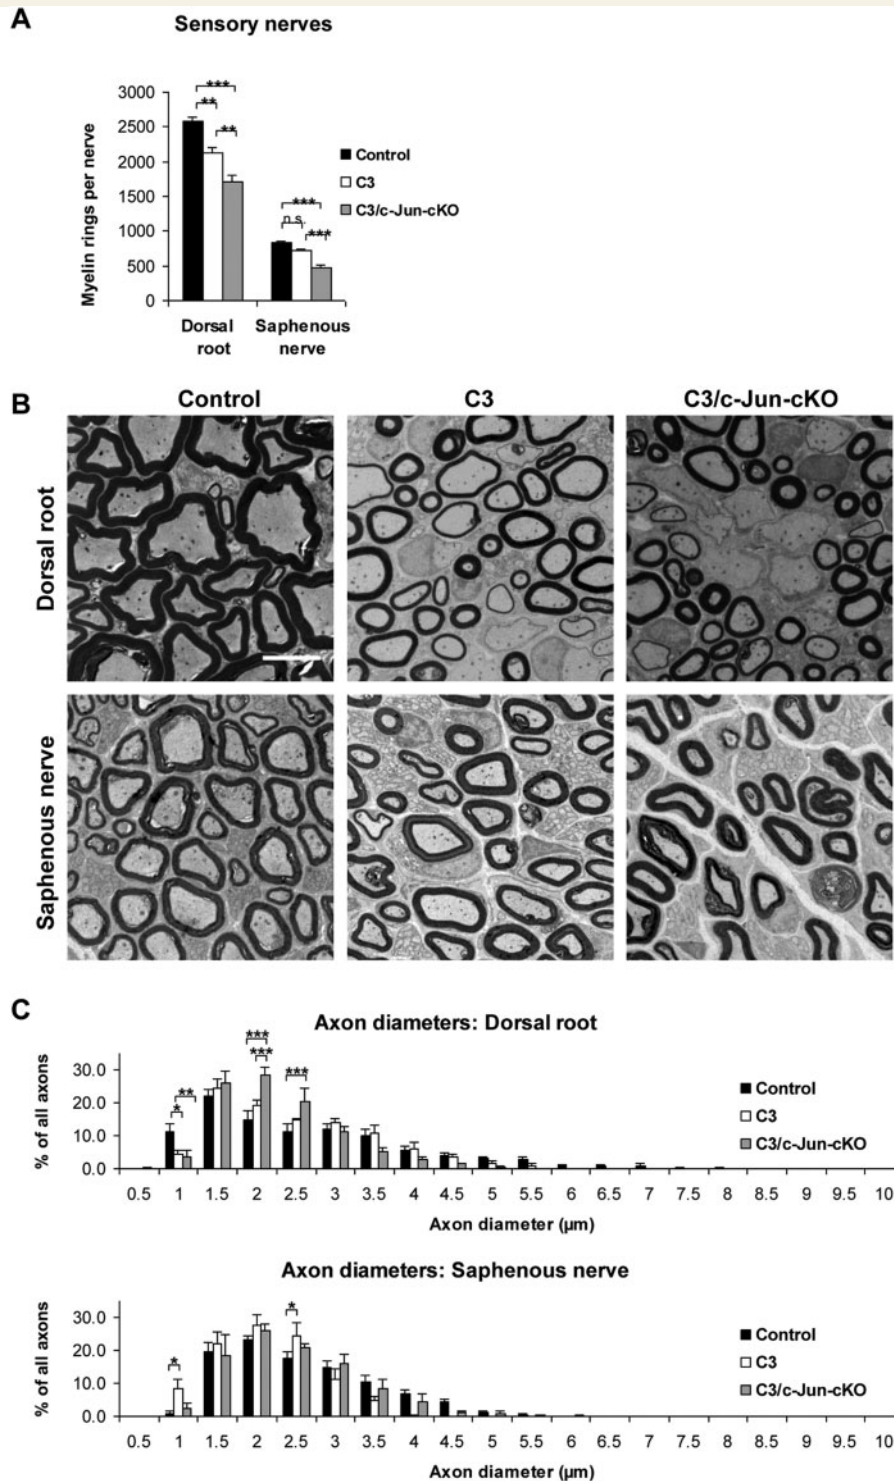 A
Sensory nerves
Myelin rings per nerve
3000
2500
2000
1500
1000
500
0
***
**
**
***
n.s.
***
Control
C3
C3/c-Jun-cKO
Dorsal root
Saphenous nerve
B
Control
C3
C3/c-Jun-cKO
Dorsal root
Saphenous nerve
C
Axon diameters: Dorsal root
% of all axons
30.0
20.0
10.0
0.0
**
*
***
***
***
Control
C3
C3/c-Jun-cKO
0.5 1 1.5 2 2.5 3 3.5 4 4.5 5 5.5 6 6.5 7 7.5 8 8.5 9 9.5 10
Axon diameter (µm)
Axon diameters: Saphenous nerve
% of all axons
30.0
20.0
10.0
0.0
*
*
Control
C3
C3/c-Jun-cKO
0.5 1 1.5 2 2.5 3 3.5 4 4.5 5 5.5 6 6.5 7 7.5 8 8.5 9 9.5 10
Axon diameter (µm)